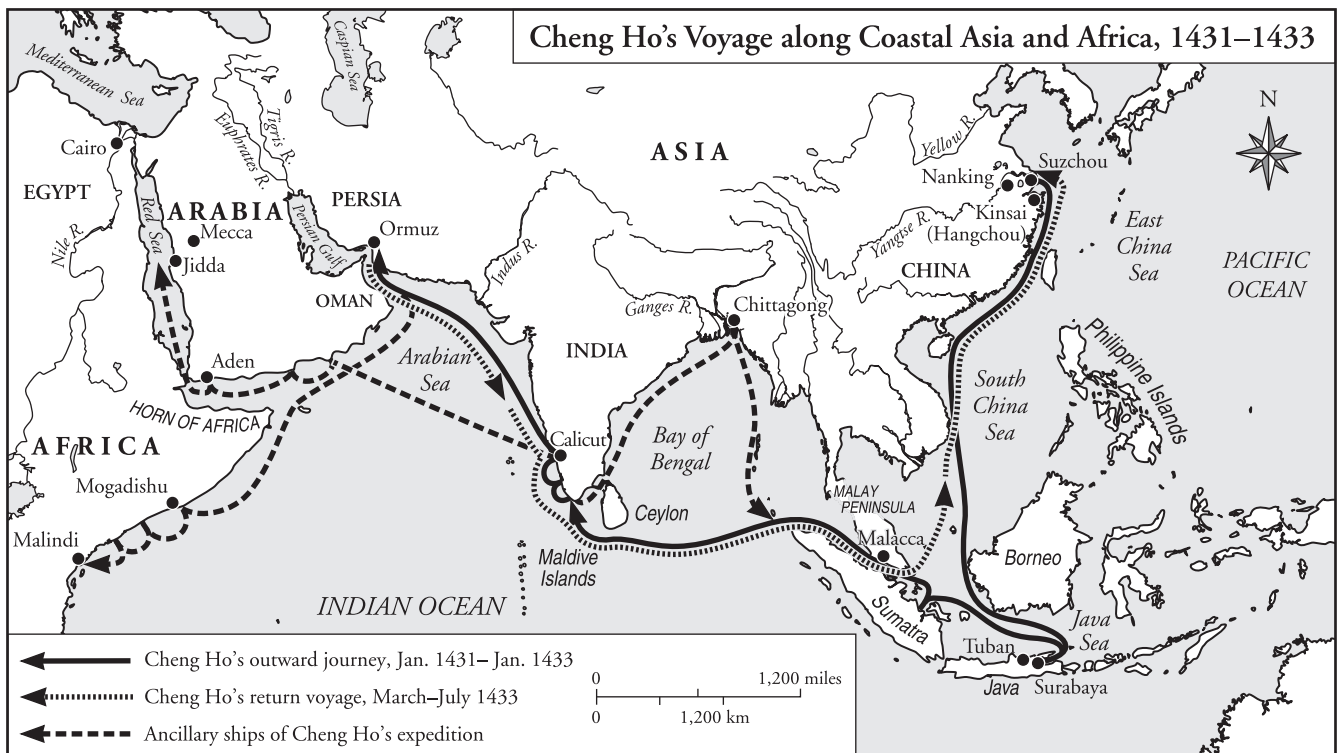 Cheng Ho's Voyage along Coastal Asia and Africa, 1431–1433
Mediterranean Sea
Caspian Sea
N
Cairo
Tigris R.
Euphrates R.
ASIA
Yellow R.
Suzchou
Nanking
EGYPT
Red Sea
ARABIA
PERSIA
Persian Gulf
Ormuz
Kinsai
(Hangchou)
East
China
Sea
Nile R.
Mecca
Jidda
Indus R.
Yangtse R.
CHINA
PACIFIC
OCEAN
OMAN
Ganges R.
Chittagong
Philippine Islands
Aden
Arabian
Sea
INDIA
South
China
Sea
HORN OF AFRICA
AFRICA
Calicut
Bay of
Bengal
Mogadishu
MALAY
PENINSULA
Ceylon
Malindi
Maldive
Islands
Malacca
Borneo
INDIAN OCEAN
Sumatra
Java
Sea
Tuban
Java
Surabaya
Cheng Ho's outward journey, Jan. 1431– Jan. 1433
Cheng Ho's return voyage, March–July 1433
Ancillary ships of Cheng Ho's expedition
0
1,200 miles
0
1,200 km